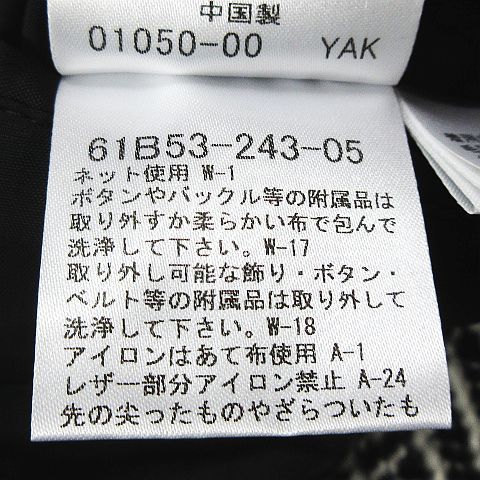 中国製
01050-00 YAK
61B53-243-05
ネット使用 W-1
ボタンやバックル等の附属品は
取り外すか柔らかい布で包んで
洗浄して下さい。W-17
取り外し可能な飾り・ボタン・
ベルト等の附属品は取り外して
洗浄して下さい。W-18
アイロンはあて布使用 A-1
レザー部分アイロン禁止 A-24
先の尖ったものやざらついたも